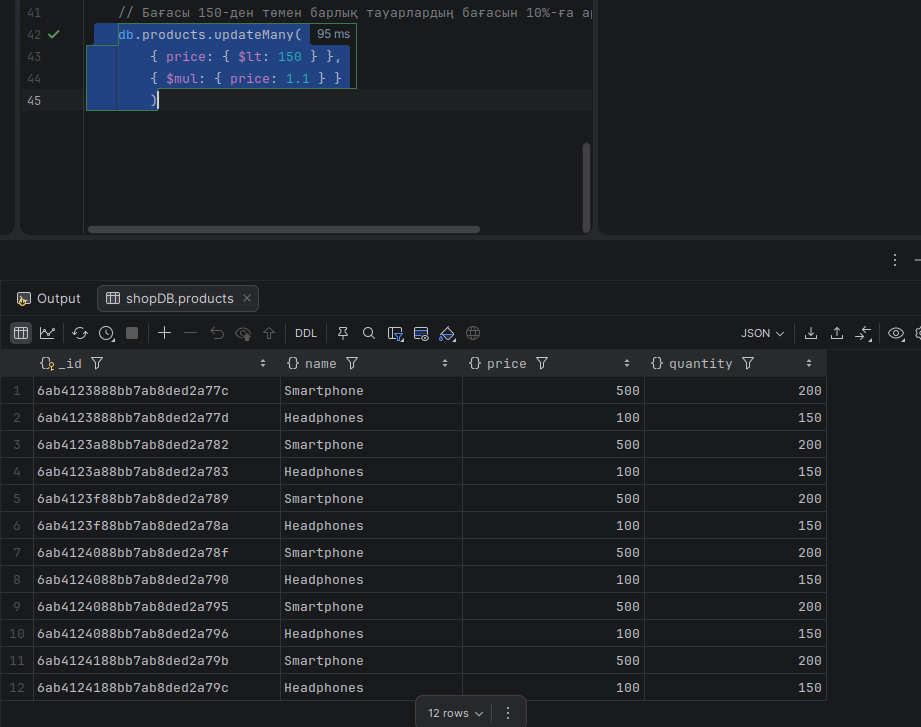 41 // Бағасы 150-ден төмен барлық тауарлардың бағасын 10%-ға
42 db.products.updateMany( 95 ms
43 { price: { $lt: 150 } },
44 { $mul: { price: 1.1 } }
45 )
Output shopDB.products
DDL JSON
_id name price quantity
1 6ab4123888bb7ab8ded2a77c Smartphone 500 200
2 6ab4123888bb7ab8ded2a77d Headphones 100 150
3 6ab4123a88bb7ab8ded2a782 Smartphone 500 200
4 6ab4123a88bb7ab8ded2a783 Headphones 100 150
5 6ab4123f88bb7ab8ded2a789 Smartphone 500 200
6 6ab4123f88bb7ab8ded2a78a Headphones 100 150
7 6ab4124088bb7ab8ded2a78f Smartphone 500 200
8 6ab4124088bb7ab8ded2a790 Headphones 100 150
9 6ab4124088bb7ab8ded2a795 Smartphone 500 200
10 6ab4124088bb7ab8ded2a796 Headphones 100 150
11 6ab4124188bb7ab8ded2a79b Smartphone 500 200
12 6ab4124188bb7ab8ded2a79c Headphones 100 150
12 rows